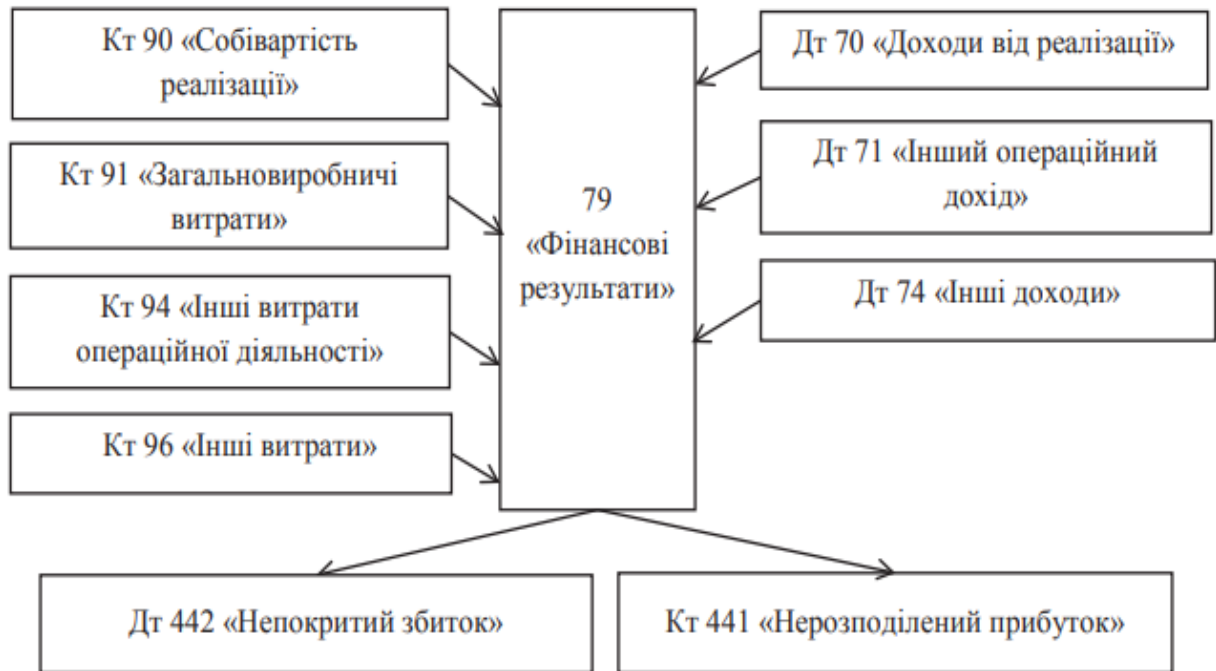 Кт 90 «Собівартість
реалізації»
Кт 91 «Загальновиробничі
витрати»
Кт 94 «Інші витрати
операційної діяльності»
Кт 96 «Інші витрати»
79
«Фінансові
результати»
Дт 70 «Доходи від реалізації»
Дт 71 «Інший операційний
дохід»
Дт 74 «Інші доходи»
Дт 442 «Непокритий збиток»
Кт 441 «Нерозподілений прибуток»